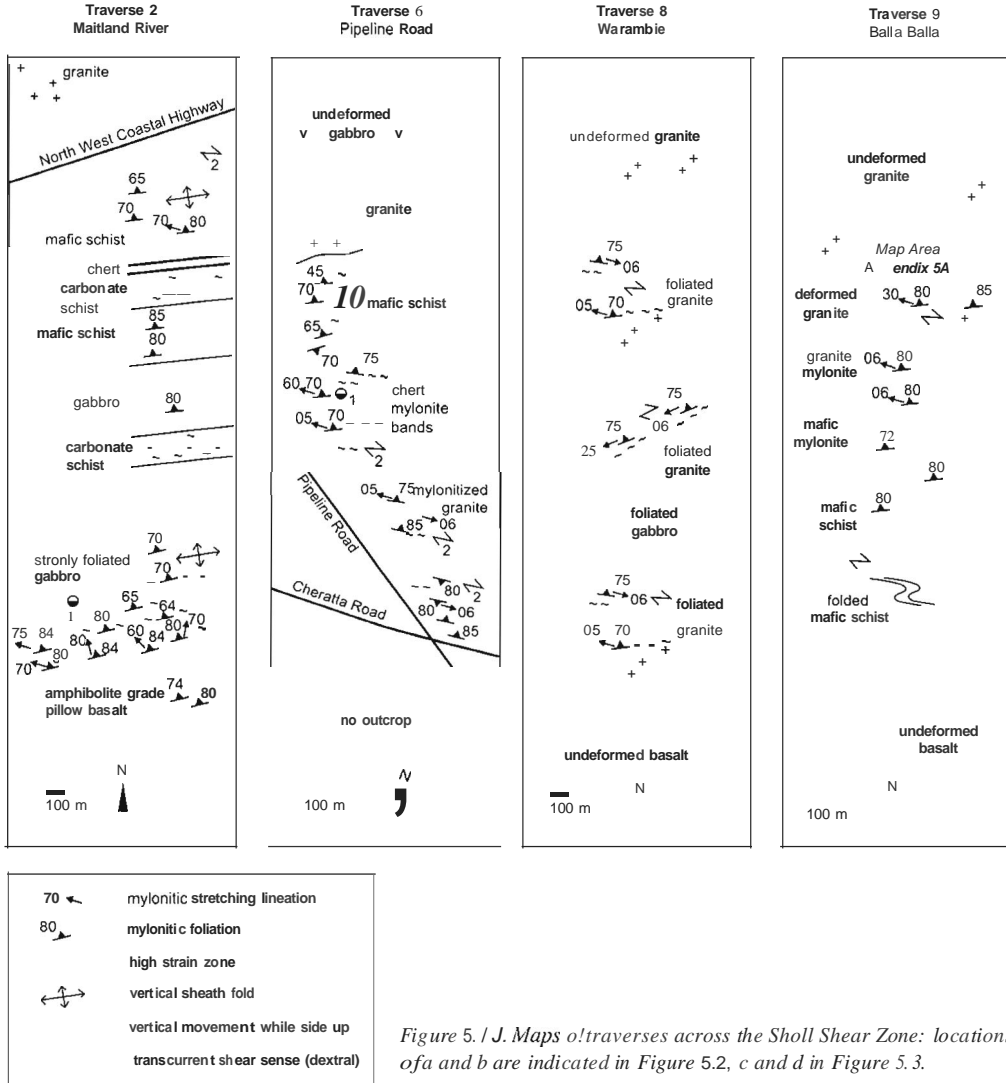 Traverse 2
Maitland River
granite
North West Coastal Highway
2
65
70
70
80
mafic schist
chert
carbonate
schist
85
mafic schist
80
gabbro
80
carbonate
schist
70
stronly foliated
gabbro
70
1
65
64
75
84
80
80
60
80
70
70
80
84
84
amphibolite grade
pillow basalt
74
80
N
100 m
Traverse 6
Pipeline Road
undeformed
v gabbro v
granite
45
70
10 mafic schist
65
70
75
60
70
1
chert
mylonite
bands
05
70
2
Pipeline Road
05
75
mylonitized
granite
85
06
2
Cheratta Road
80
2
80
06
85
no outcrop
N
100 m
Traverse 8
Warambie
undeformed granite
75
06
foliated
granite
05
70
75
75
06
25
foliated
granite
foliated
gabbro
75
06
foliated
granite
05
70
undeformed basalt
N
100 m
Traverse 9
Balla Balla
undeformed
granite
Map Area
A endix 5A
deformed
granite
30
80
85
granite
mylonite
06
80
06
80
mafic
mylonite
72
80
mafic
schist
80
folded
mafic schist
undeformed
basalt
N
100 m
70 mylonitic stretching lineation
80 mylonitic foliation
high strain zone
vertical sheath fold
vertical movement while side up
transcurrent shear sense (dextral)
Figure 5. / J. Maps o!traverses across the Sholl Shear Zone: location.
ofa and b are indicated in Figure 5.2, c and d in Figure 5.3.